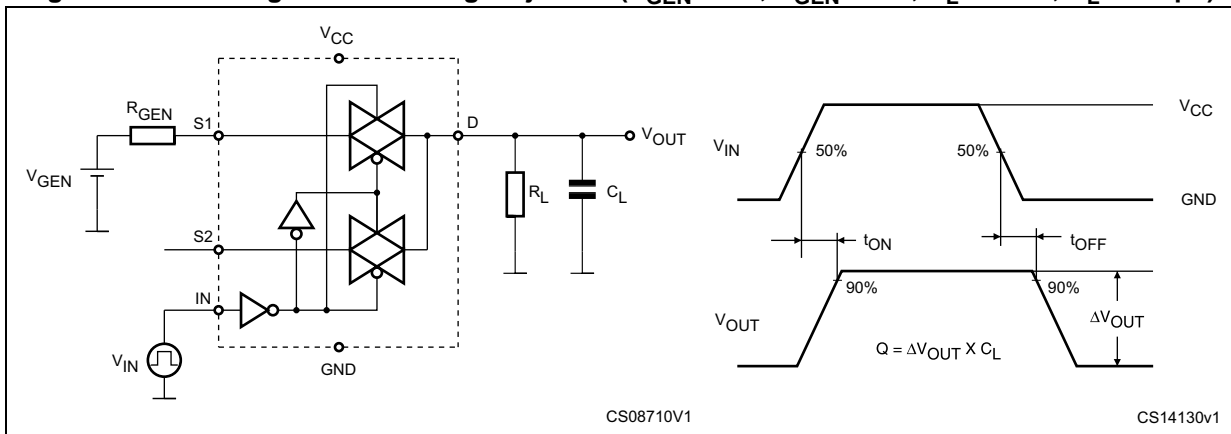 V_CC
R_GEN
S1
D
V_OUT
V_GEN
R_L
C_L
S2
IN
V_IN
GND
CS08710V1
V_CC
V_IN
50%
50%
GND
t_ON
t_OFF
90%
90%
V_OUT
ΔV_OUT
Q = ΔV_OUT X C_L
CS14130v1